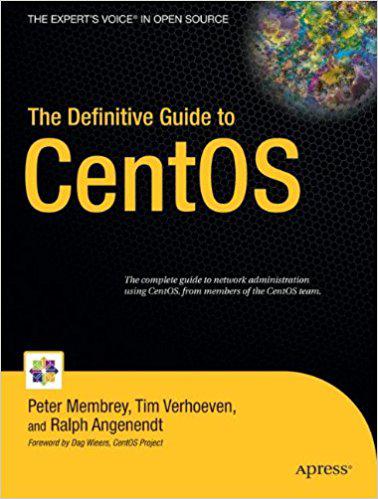 THE EXPERT'S VOICE® IN OPEN SOURCE
The Definitive Guide to
CentOS
The complete guide to network administration
using CentOS, from members of the CentOS team.
Peter Membrey, Tim Verhoeven,
and Ralph Angenendt
Foreword by Dag Wieers, CentOS Project
Apress®